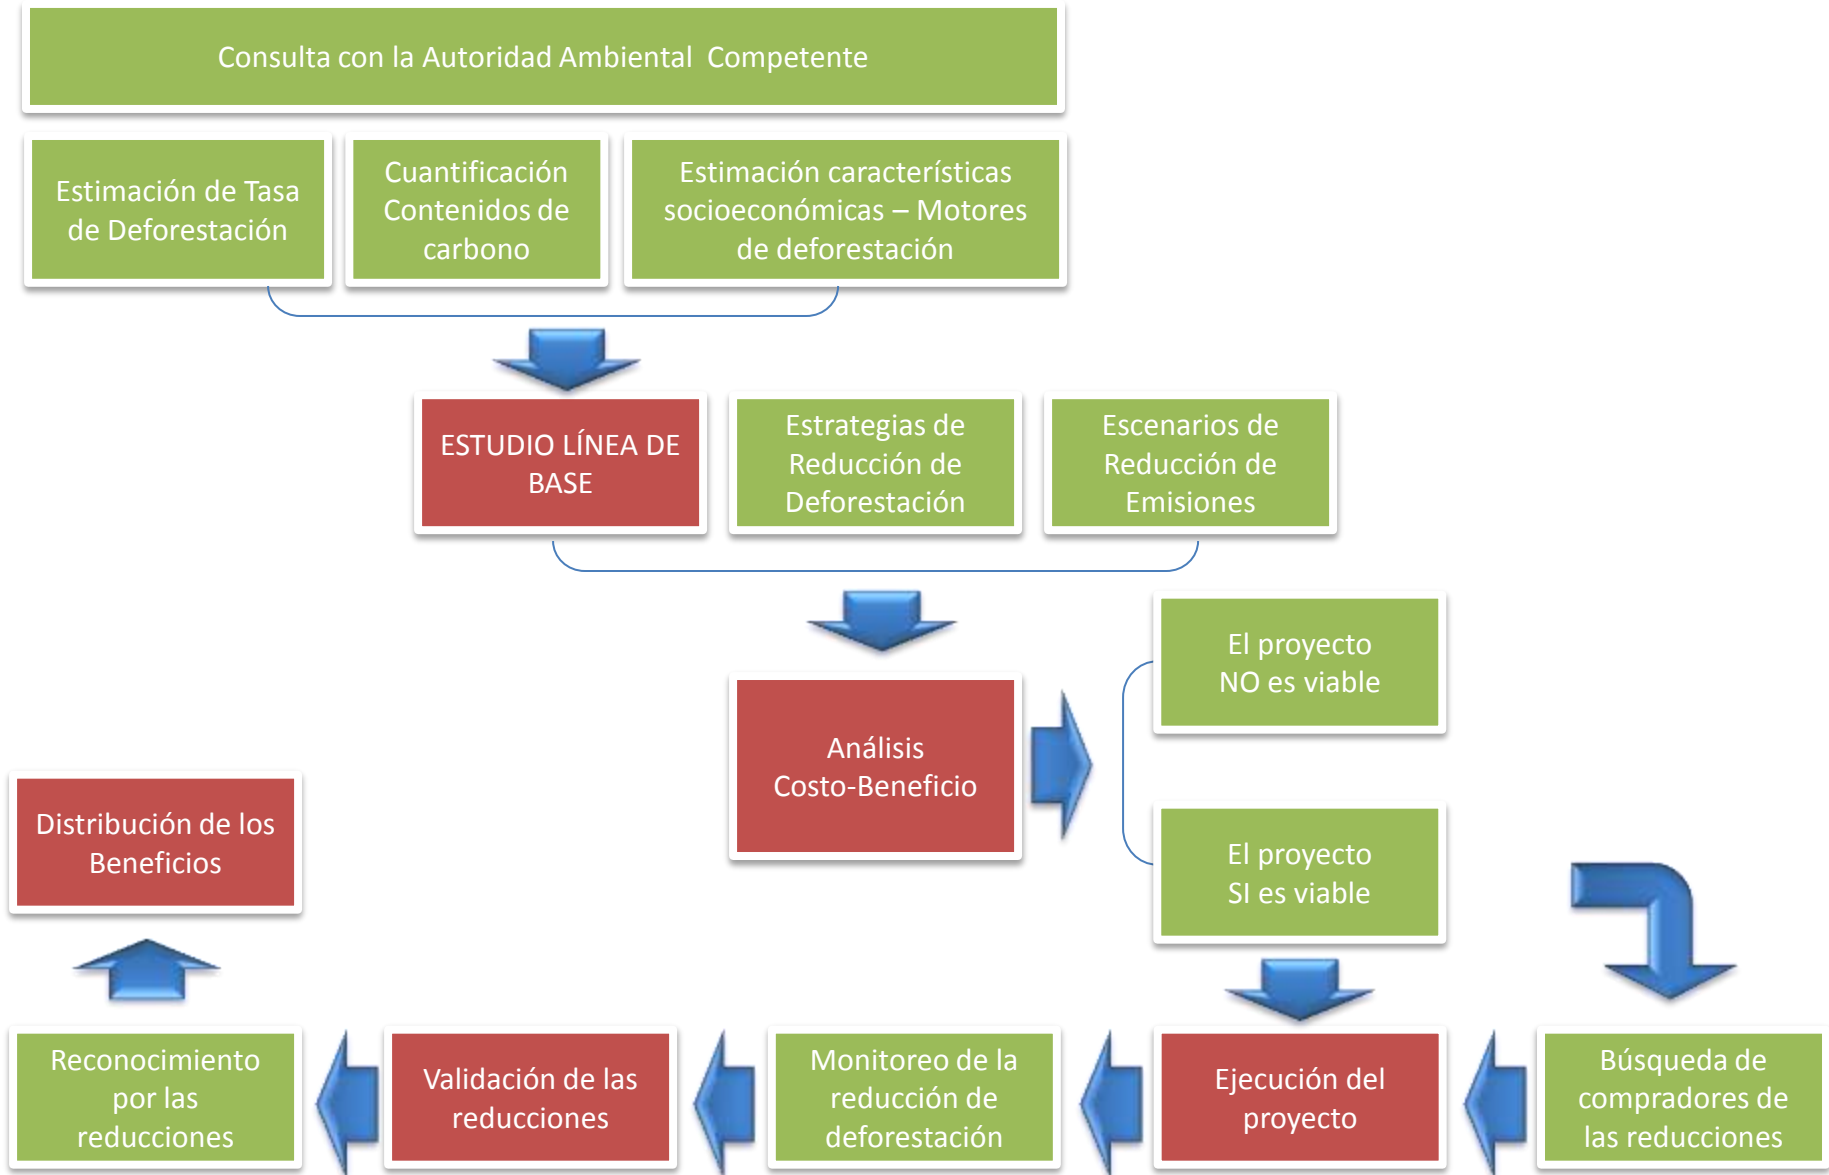 Consulta con la Autoridad Ambiental Competente
Estimación de Tasa
de Deforestación
Cuantificación
Contenidos de
carbono
Estimación características
socioeconómicas – Motores
de deforestación
ESTUDIO LÍNEA DE
BASE
Estrategias de
Reducción de
Deforestación
Escenarios de
Reducción de
Emisiones
Análisis
Costo-Beneficio
El proyecto
NO es viable
El proyecto
SI es viable
Búsqueda de
compradores de
las reducciones
Ejecución del
proyecto
Monitoreo de la
reducción de
deforestación
Validación de las
reducciones
Reconocimiento
por las
reducciones
Distribución de los
Beneficios